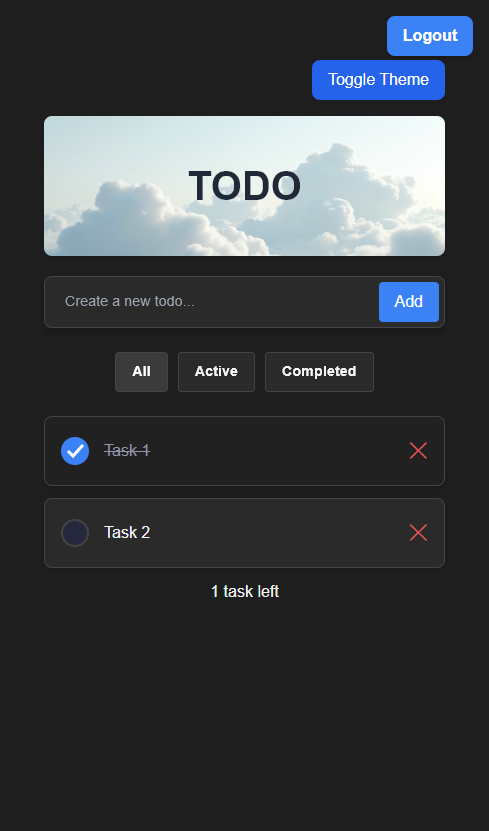 Logout
Toggle Theme
TODO
Create a new todo...
Add
All
Active
Completed
Task 1
Task 2
1 task left